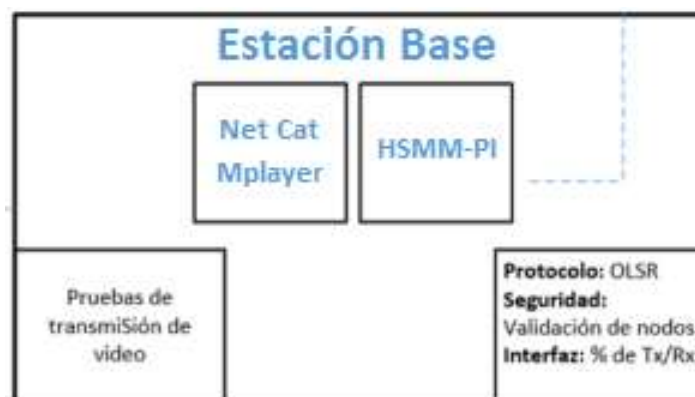 Estación Base
Net Cat
Mplayer
HSMM-PI
Pruebas de
transmiSión de
video
Protocolo: OLSR
Seguridad:
Validación de nodos
Interfaz: % de Tx/Rx